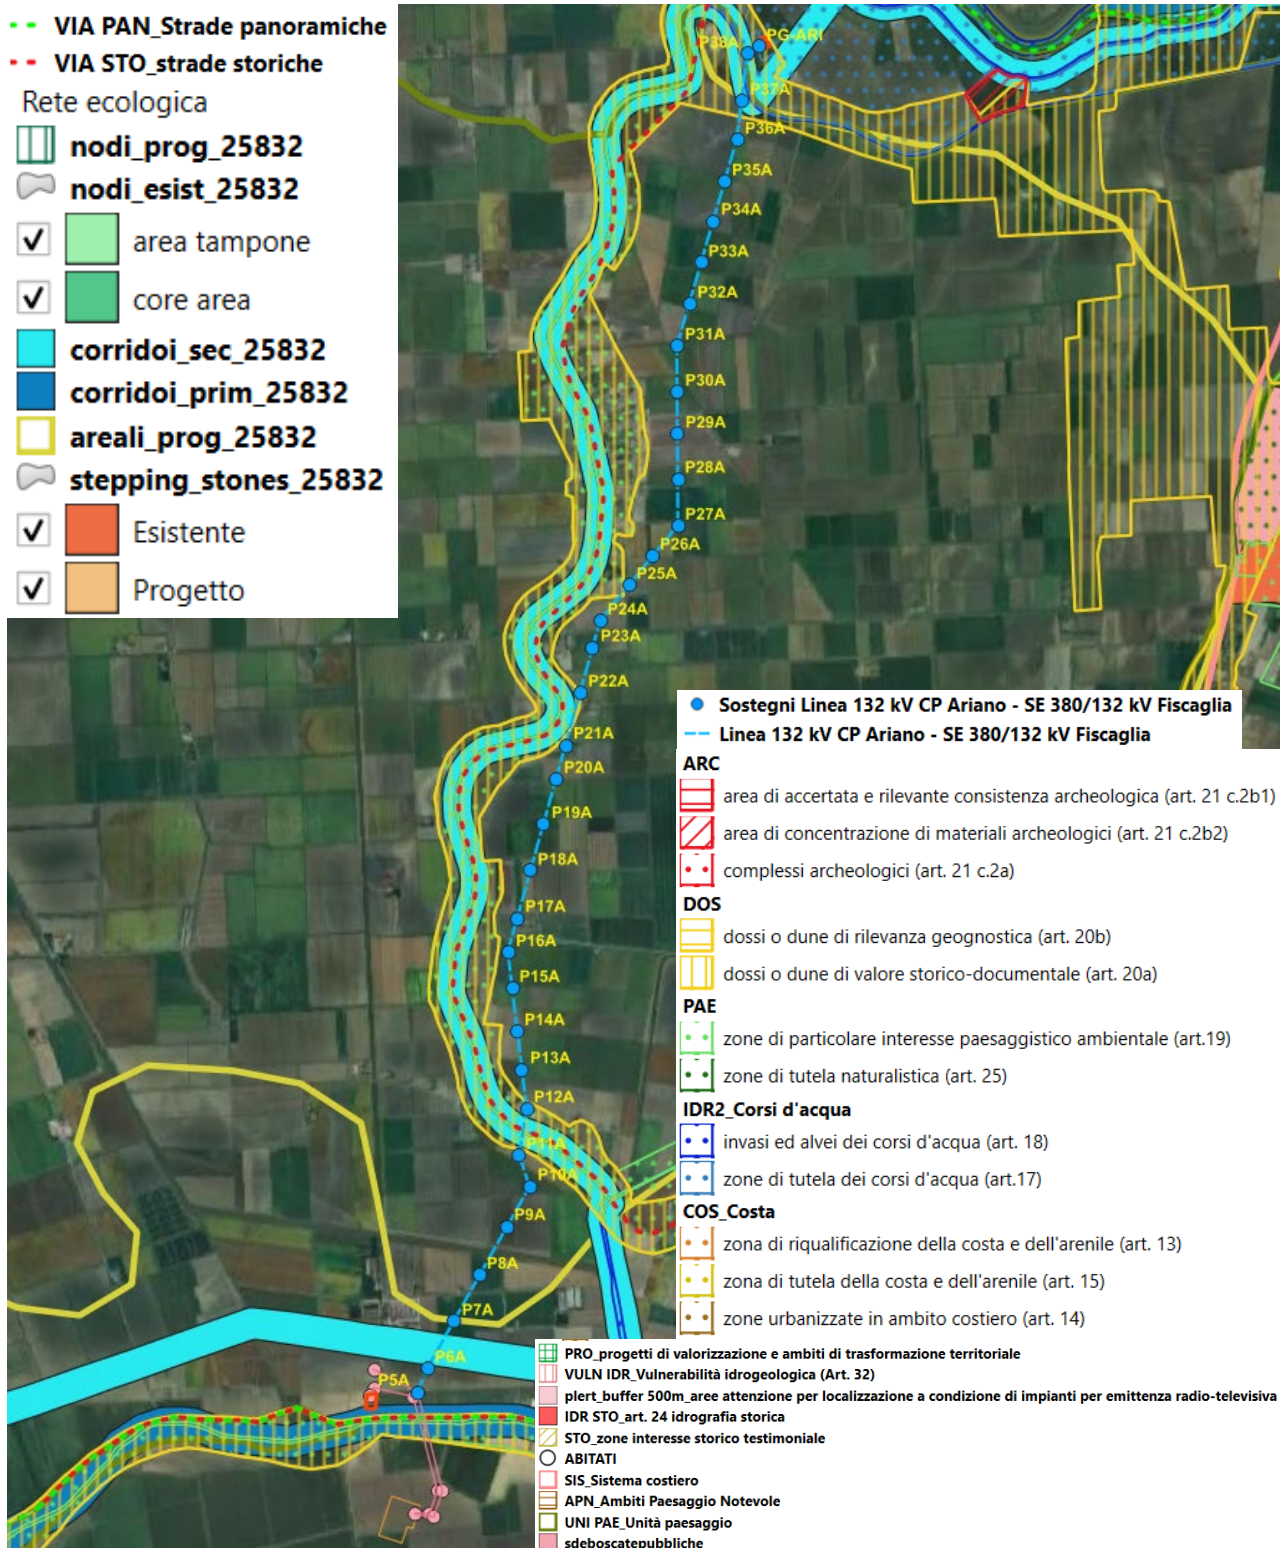 VIA PAN_Strade panoramiche
VIA STO_strade storiche
Rete ecologica
nodi_prog_25832
nodi_esist_25832
area tampone
core area
corridoi_sec_25832
corridoi_prim_25832
areali_prog_25832
stepping_stones_25832
Esistente
Progetto
P38A
PG-ARI
P37A
P36A
P35A
P34A
P33A
P32A
P31A
P30A
P29A
P28A
P27A
P26A
P25A
P24A
P23A
P22A
P21A
P20A
P19A
P18A
P17A
P16A
P15A
P14A
P13A
P12A
P11A
P10A
P9A
P8A
P7A
P6A
P5A
Sostegni Linea 132 kV CP Ariano - SE 380/132 kV Fiscaglia
Linea 132 kV CP Ariano - SE 380/132 kV Fiscaglia
ARC
area di accertata e rilevante consistenza archeologica (art. 21 c.2b1)
area di concentrazione di materiali archeologici (art. 21 c.2b2)
complessi archeologici (art. 21 c.2a)
DOS
dossi o dune di rilevanza geognostica (art. 20b)
dossi o dune di valore storico-documentale (art. 20a)
PAE
zone di particolare interesse paesaggistico ambientale (art.19)
zone di tutela naturalistica (art. 25)
IDR2_Corsi d'acqua
invasi ed alvei dei corsi d'acqua (art. 18)
zone di tutela dei corsi d'acqua (art.17)
COS_Costa
zona di riqualificazione della costa e dell'arenile (art. 13)
zona di tutela della costa e dell'arenile (art. 15)
zone urbanizzate in ambito costiero (art. 14)
PRO_progetti di valorizzazione e ambiti di trasformazione territoriale
VULN IDR_Vulnerabilità idrogeologica (Art. 32)
plert_buffer 500m_aree attenzione per localizzazione a condizione di impianti per emittenza radio-televisiva
IDR STO_art. 24 idrografia storica
STO_zone interesse storico testimoniale
ABITATI
SIS_Sistema costiero
APN_Ambiti Paesaggio Notevole
UNI PAE_Unità paesaggio
sdeboscatepubbliche